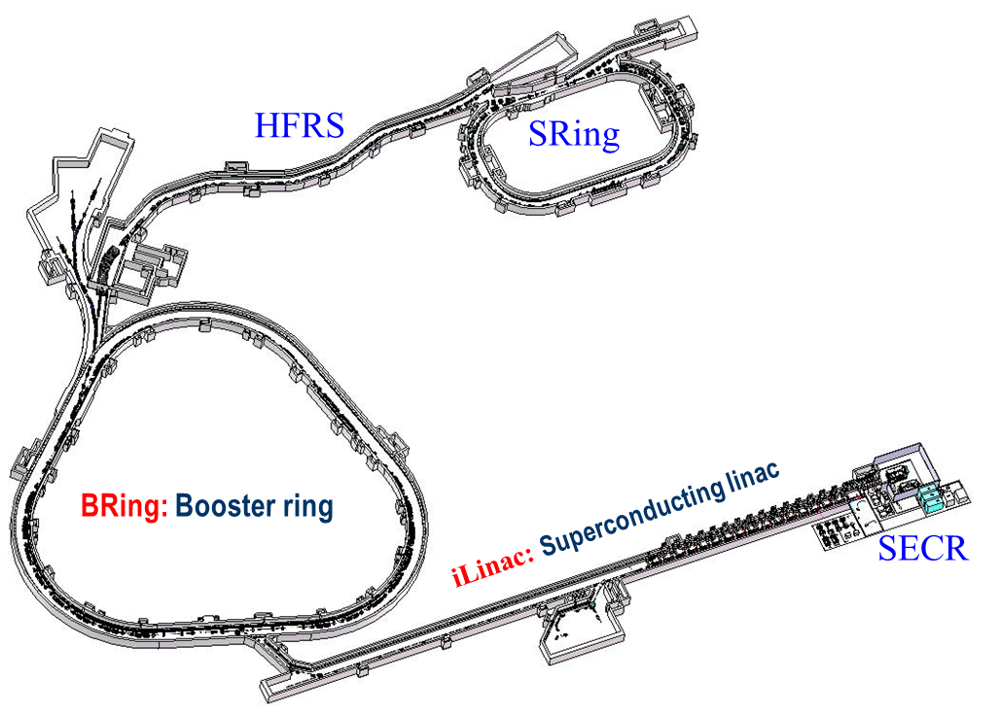 HFRS
SRing
BRing: Booster ring
iLinac: Superconducting linac
SECR